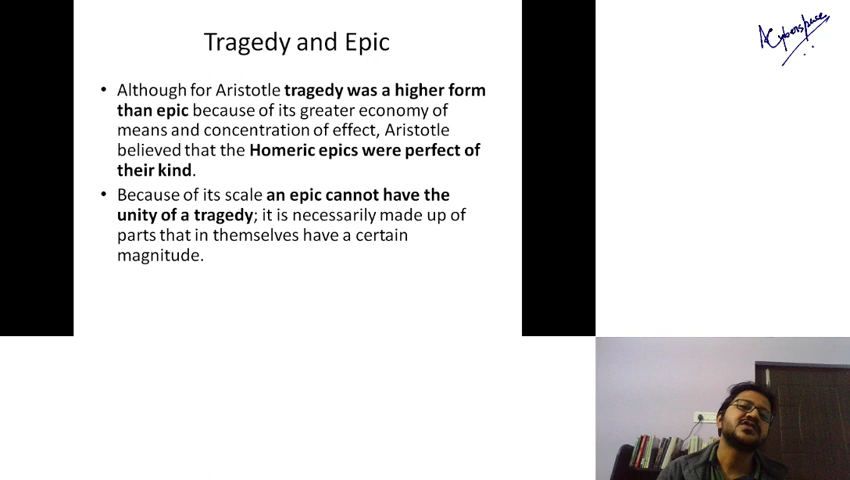 Tragedy and Epic
• Although for Aristotle tragedy was a higher form
than epic because of its greater economy of
means and concentration of effect, Aristotle
believed that the Homeric epics were perfect of
their kind.
• Because of its scale an epic cannot have the
unity of a tragedy; it is necessarily made up of
parts that in themselves have a certain
magnitude.